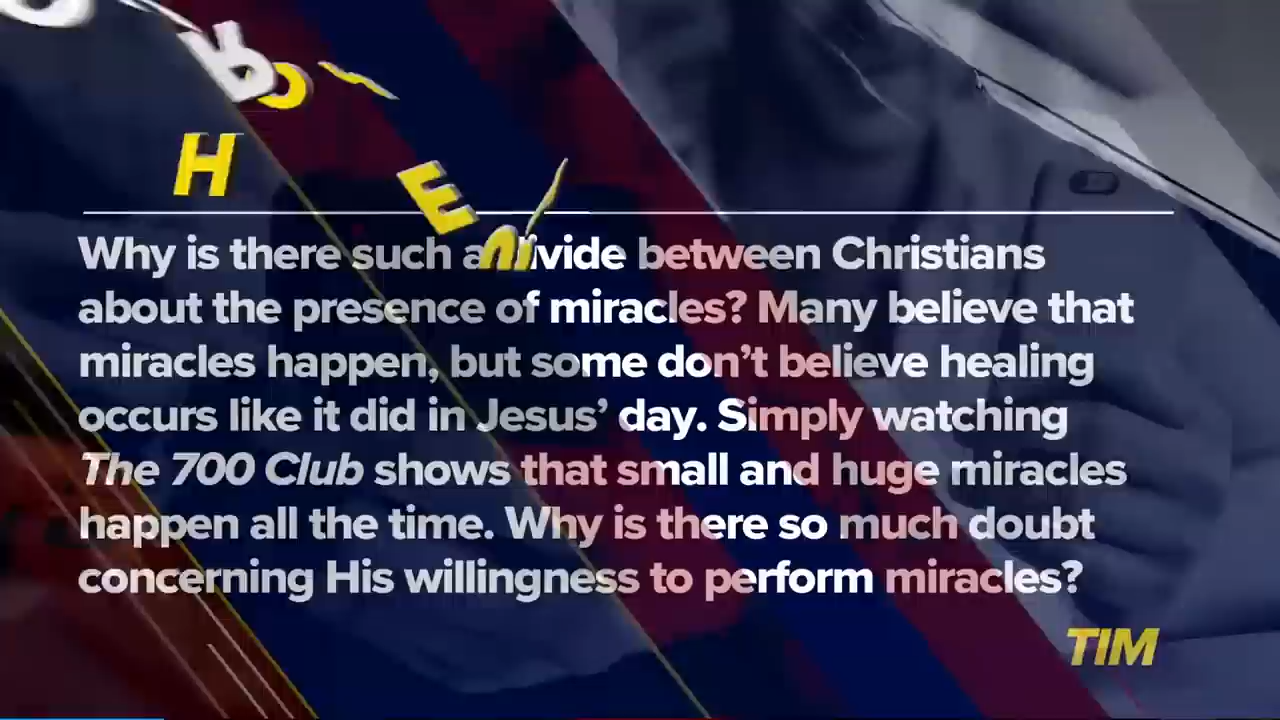 Why is there such a divide between Christians
about the presence of miracles? Many believe that
miracles happen, but some don’t believe healing
occurs like it did in Jesus’ day. Simply watching
The 700 Club shows that small and huge miracles
happen all the time. Why is there so much doubt
concerning His willingness to perform miracles?
TIM